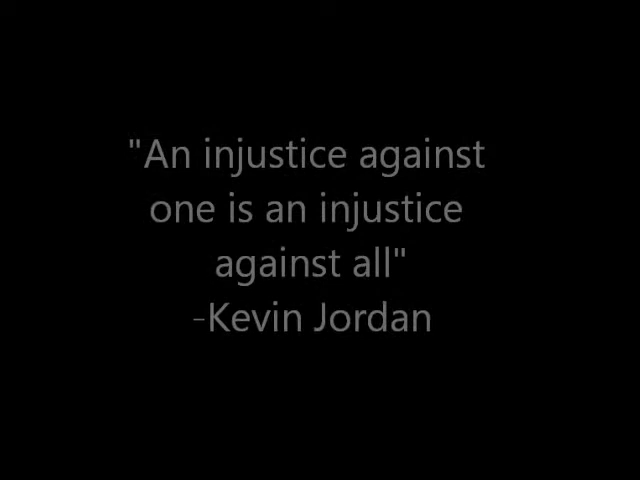 "An injustice against
one is an injustice
against all"
-Kevin Jordan